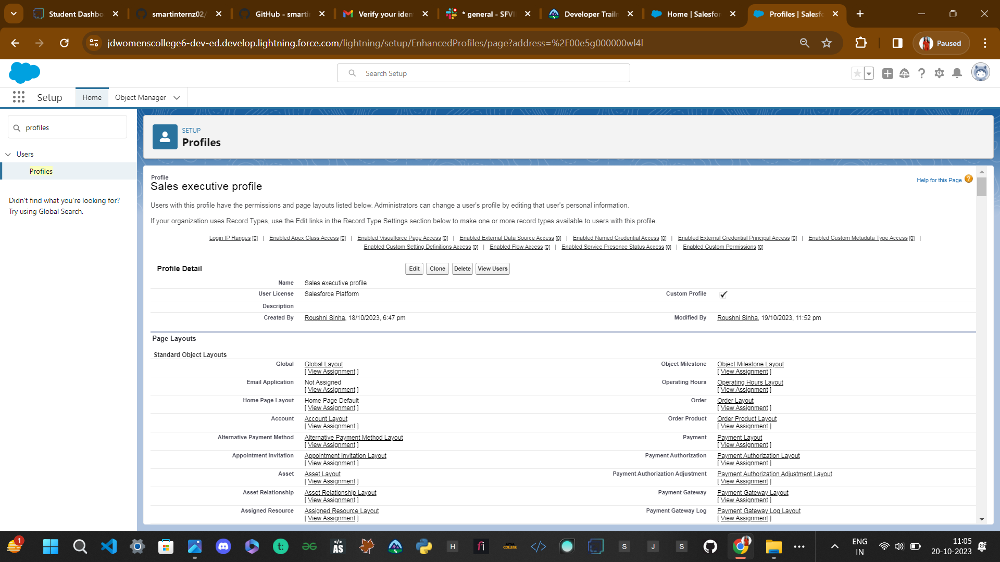 Student Dashbo
smartinternz02/
GitHub - smarti
Verify your iden
* general - SFVI
Developer Trailr
Home | Salesfor
Profiles | Salesfo
jdwomenscollege6-dev-ed.develop.lightning.force.com/lightning/setup/EnhancedProfiles/page?address=%2F00e5g000000wl4l
Paused
Search Setup
Setup
Home
Object Manager
profiles
Users
Profiles
Didn't find what you're looking for?
Try using Global Search.
SETUP
Profiles
Profile
Sales executive profile
Help for this Page
Users with this profile have the permissions and page layouts listed below. Administrators can change a user's profile by editing that user's personal information.
If your organization uses Record Types, use the Edit links in the Record Type Settings section below to make one or more record types available to users with this profile.
Login IP Ranges [0] | Enabled Apex Class Access [0] | Enabled Visualforce Page Access [0] | Enabled External Data Source Access [0] | Enabled Named Credential Access [0] | Enabled External Credential Principal Access [0] | Enabled Custom Metadata Type Access [0] |
Enabled Custom Setting Definitions Access [0] | Enabled Flow Access [0] | Enabled Service Presence Status Access [0] | Enabled Custom Permissions [0]
Profile Detail Edit Clone Delete View Users
Name Sales executive profile
User License Salesforce Platform Custom Profile
Description
Created By Roushni Sinha, 18/10/2023, 6:47 pm Modified By Roushni Sinha, 19/10/2023, 11:52 pm
Page Layouts
Standard Object Layouts
Global Global Layout Object Milestone Object Milestone Layout
[ View Assignment ] [ View Assignment ]
Email Application Not Assigned Operating Hours Operating Hours Layout
[ View Assignment ] [ View Assignment ]
Home Page Layout Home Page Default Order Order Layout
[ View Assignment ] [ View Assignment ]
Account Account Layout Order Product Order Product Layout
[ View Assignment ] [ View Assignment ]
Alternative Payment Method Alternative Payment Method Layout Payment Payment Layout
[ View Assignment ] [ View Assignment ]
Appointment Invitation Appointment Invitation Layout Payment Authorization Payment Authorization Layout
[ View Assignment ] [ View Assignment ]
Asset Asset Layout Payment Authorization Adjustment Payment Authorization Adjustment Layout
[ View Assignment ] [ View Assignment ]
Asset Relationship Asset Relationship Layout Payment Gateway Payment Gateway Layout
[ View Assignment ] [ View Assignment ]
Assigned Resource Assigned Resource Layout Payment Gateway Log Payment Gateway Log Layout
[ View Assignment ] [ View Assignment ]
1
t:
AS
H
fi
COLLEGE
S
J
S
ENG
IN
11:05
20-10-2023